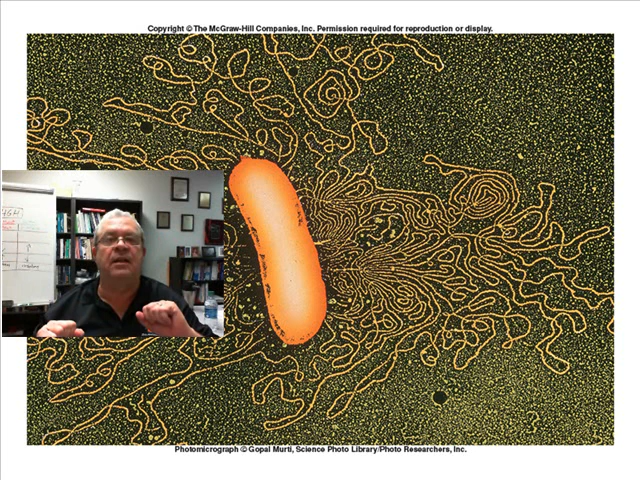 Copyright © The McGraw-Hill Companies, Inc. Permission required for reproduction or display.
Photomicrograph © Gopal Murti, Science Photo Library/Photo Researchers, Inc.